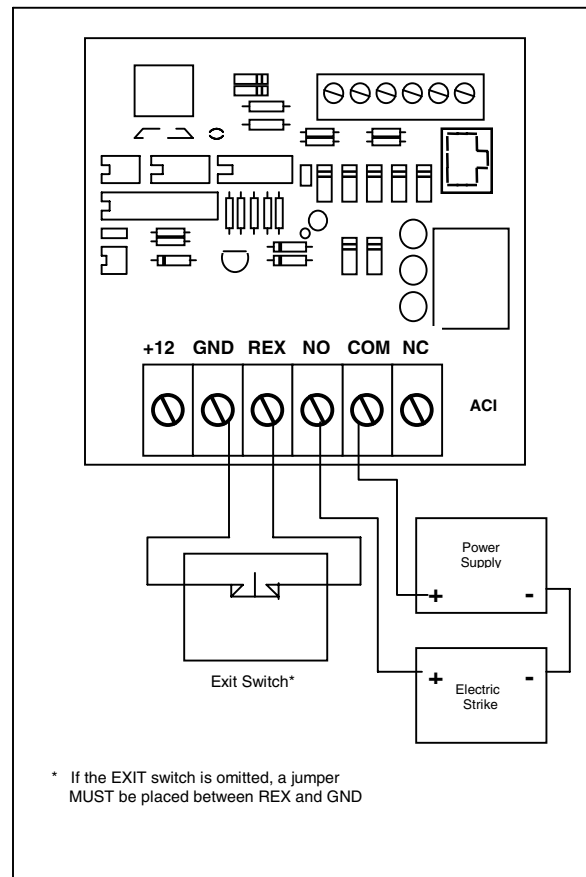 +12 GND REX NO COM NC
ACI
Power
Supply
+ -
+ -
Electric
Strike
Exit Switch*
* If the EXIT switch is omitted, a jumper
MUST be placed between REX and GND